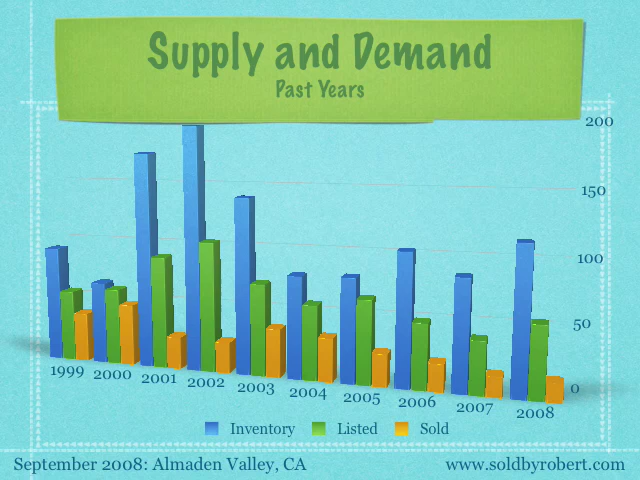 Supply and Demand
Past Years
200
150
100
50
0
1999 2000 2001 2002 2003 2004 2005 2006 2007 2008
Inventory Listed Sold
September 2008: Almaden Valley, CA www.soldbyrobert.com